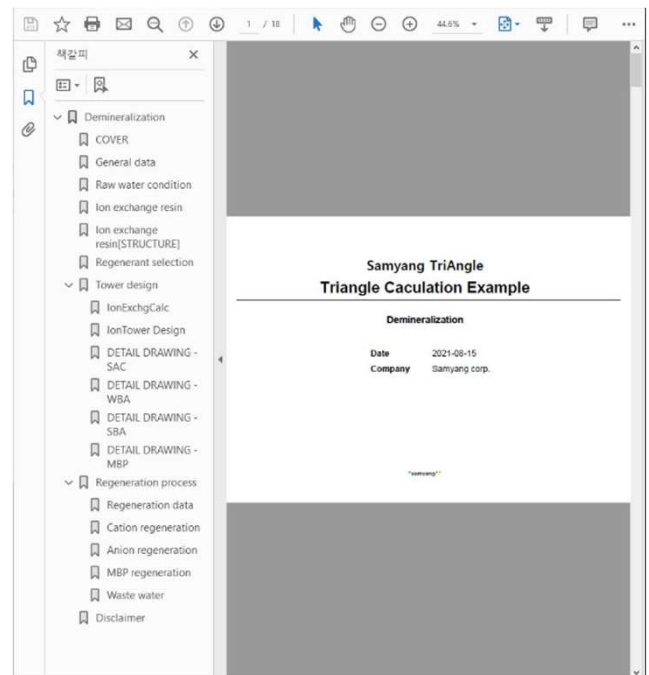 1 / 18
44.6%
책갈피
Demineralization
COVER
General data
Raw water condition
Ion exchange resin
Ion exchange
resin[STRUCTURE]
Regenerant selection
Tower design
IonExchgCalc
IonTower Design
DETAIL DRAWING -
SAC
DETAIL DRAWING -
WBA
DETAIL DRAWING -
SBA
DETAIL DRAWING -
MBP
Regeneration process
Regeneration data
Cation regeneration
Anion regeneration
MBP regeneration
Waste water
Disclaimer
Samyang TriAngle
Triangle Caculation Example
Demineralization
Date 2021-08-15
Company Samyang corp.
"samyang"